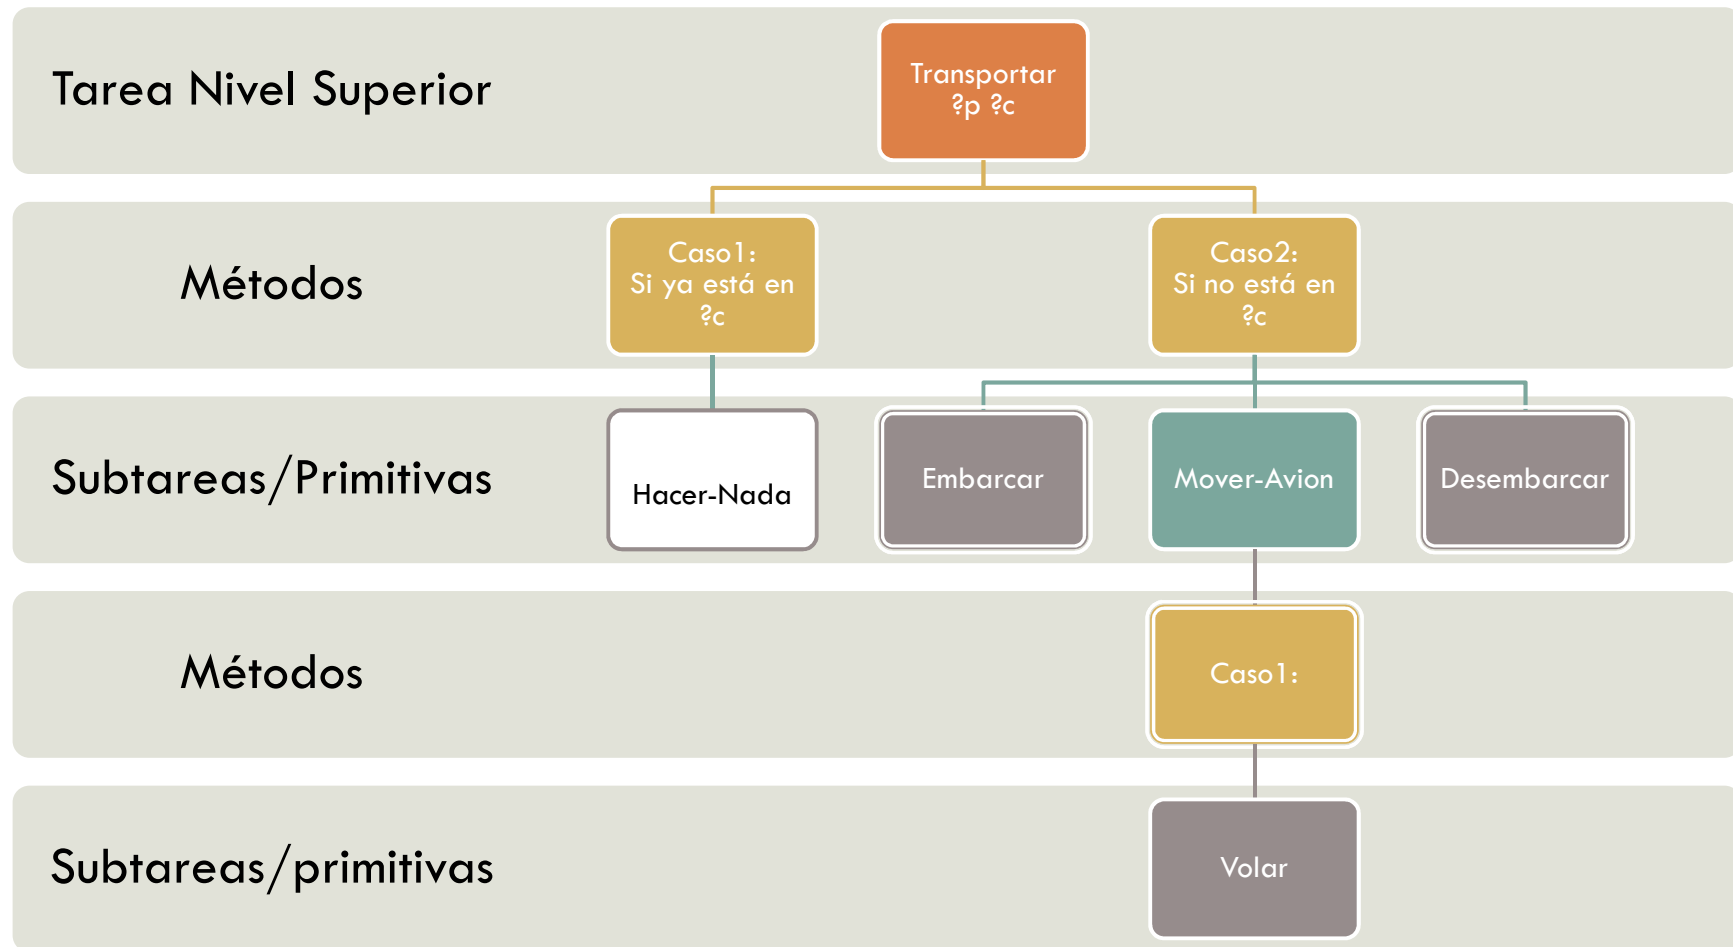 Tarea Nivel Superior
Transportar
?p ?c
Métodos
Caso1:
Si ya está en
?c
Caso2:
Si no está en
?c
Subtareas/Primitivas
Hacer-Nada
Embarcar
Mover-Avion
Desembarcar
Métodos
Caso1:
Subtareas/primitivas
Volar